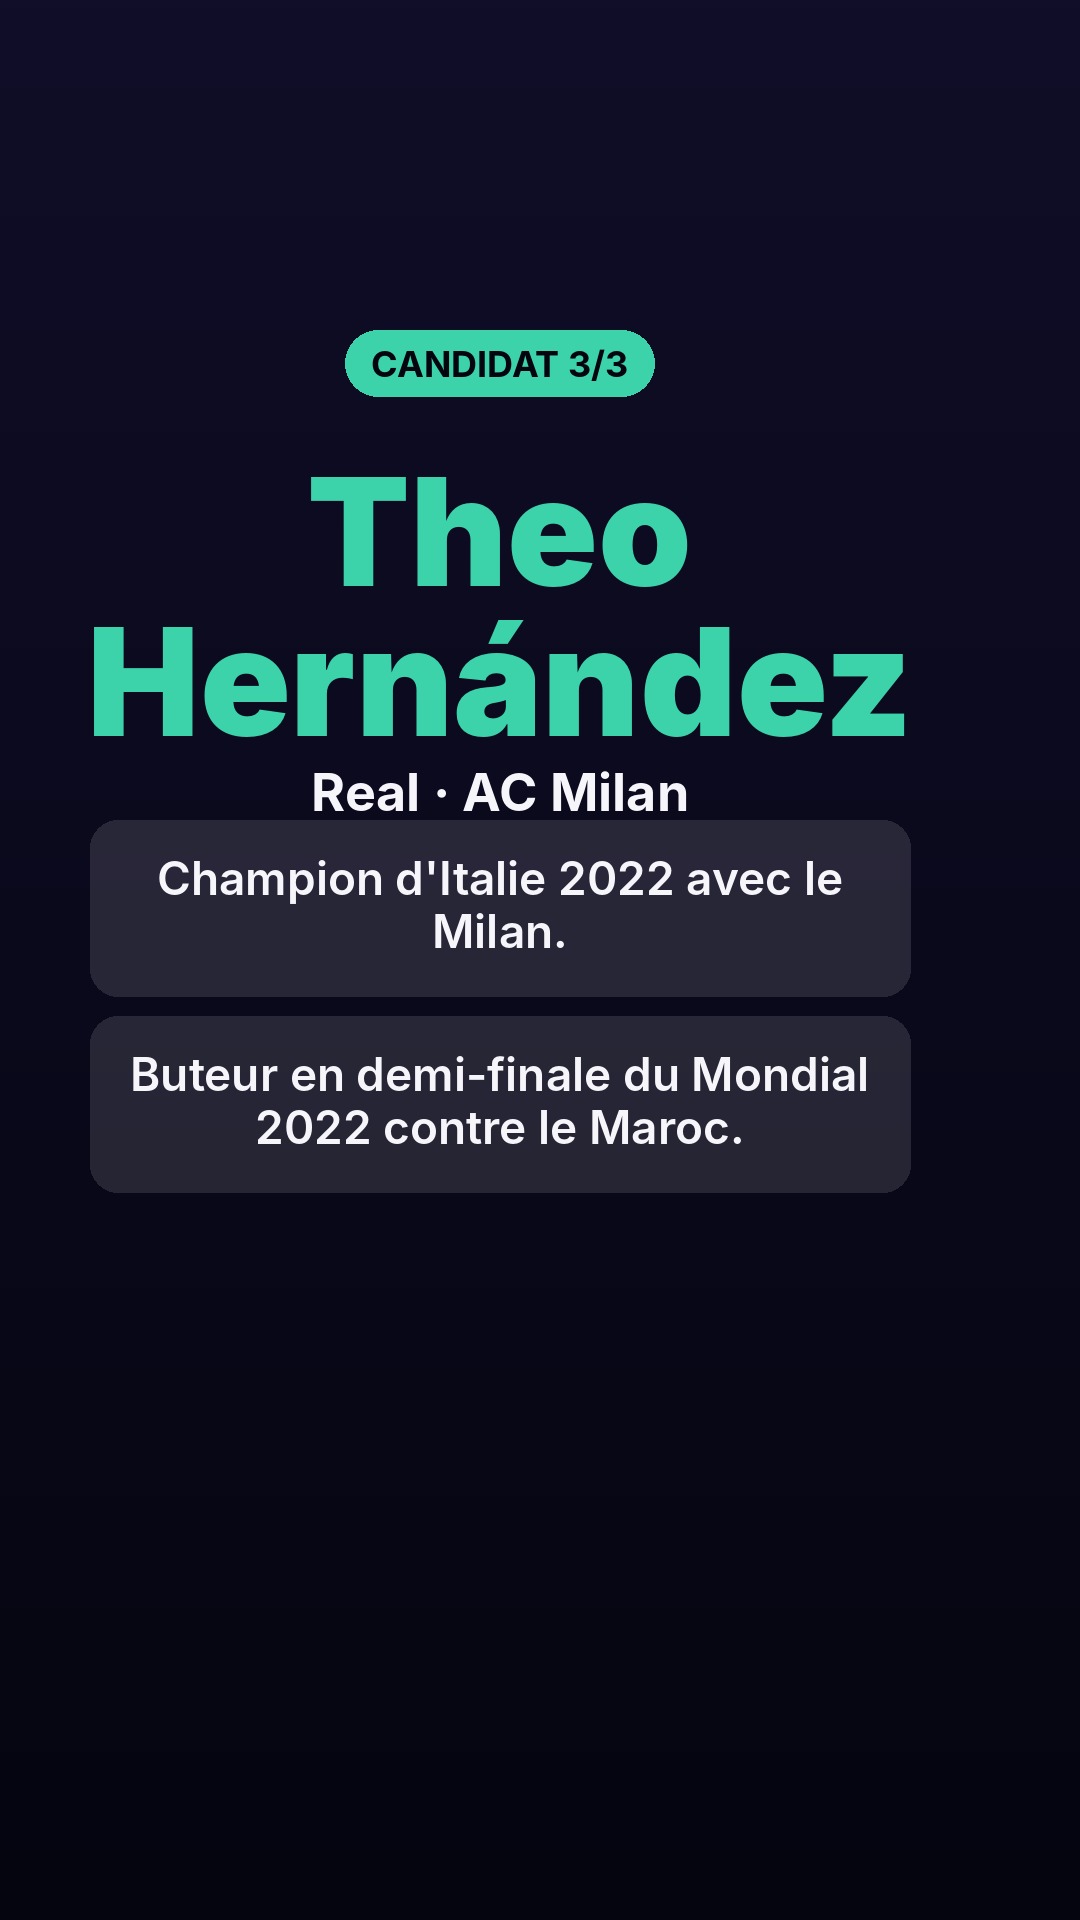 CANDIDAT 3/3
Theo
Hernández
Real · AC Milan
Champion d'Italie 2022 avec le
Milan.
Buteur en demi-finale du Mondial
2022 contre le Maroc.